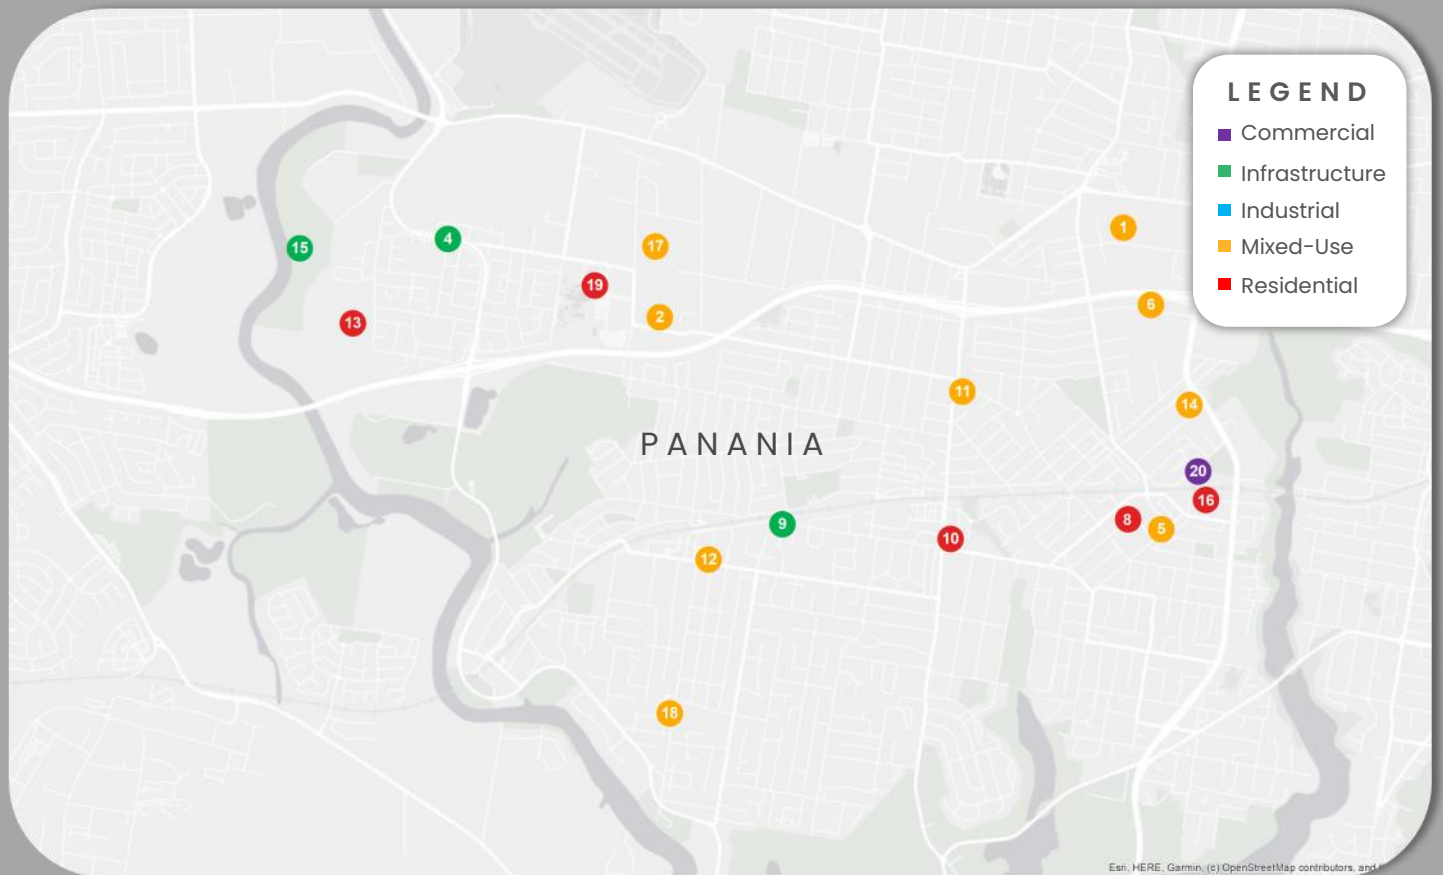 LEGEND
Commercial
Infrastructure
Industrial
Mixed-Use
Residential
1
15
4
17
19
2
6
13
11
14
PANANIA
20
16
8
5
9
10
12
18
Esri, HERE, Garmin, (c) OpenStreetMap contributors, and